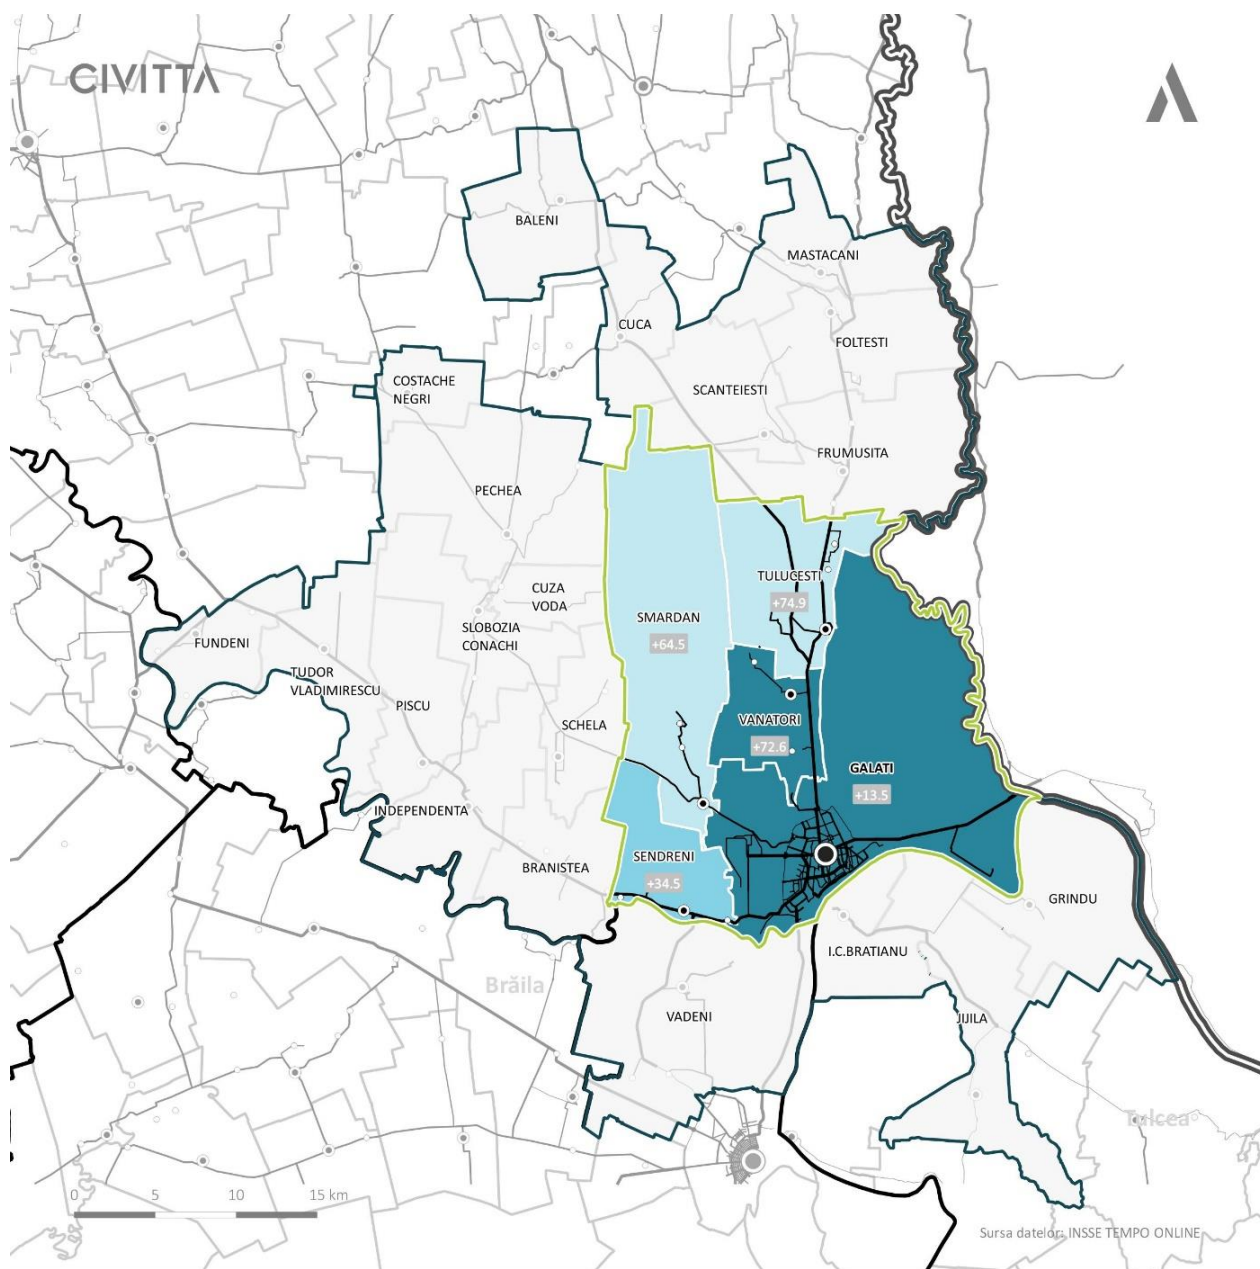 CIVITTA
BALENI
MASTACANI
CUCA
FOLTESTI
COSTACHE
NEGRI
SCANTEIESTI
FRUMUSITA
PECHEA
TULUCESTI
+74.9
CUZA
VODA
SMARDAN
+64.5
SLOBOZIA
CONACHI
FUNDENI
TUDOR
VLADIMIRESCU
PISCU
SCHELA
VANATORI
+72.6
GALATI
+13.5
INDEPENDENTA
SENDRENI
+34.5
BRANISTEA
GRINDU
I.C.BRATIANU
Brăila
VADENI
JIJILA
Tulcea
0 5 10 15 km
Sursa datelor: INSSE TEMPO ONLINE